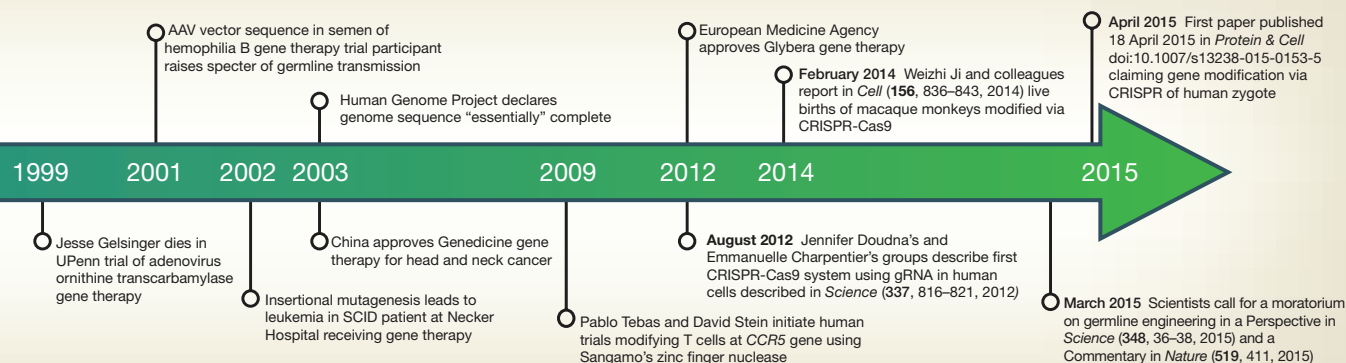 AAV vector sequence in semen of
hemophilia B gene therapy trial participant
raises specter of germline transmission
Human Genome Project declares
genome sequence “essentially” complete
European Medicine Agency
approves Glybera gene therapy
February 2014 Weizhi Ji and colleagues
report in Cell (156, 836–843, 2014) live
births of macaque monkeys modified via
CRISPR-Cas9
April 2015 First paper published
18 April 2015 in Protein & Cell
doi:10.1007/s13238-015-0153-5
claiming gene modification via
CRISPR of human zygote
1999 2001 2002 2003 2009 2012 2014 2015
Jesse Gelsinger dies in
UPenn trial of adenovirus
ornithine transcarbamylase
gene therapy
Insertional mutagenesis leads to
leukemia in SCID patient at Necker
Hospital receiving gene therapy
China approves Genedicine gene
therapy for head and neck cancer
Pablo Tebas and David Stein initiate human
trials modifying T cells at CCR5 gene using
Sangamo’s zinc finger nuclease
August 2012 Jennifer Doudna’s and
Emmanuelle Charpentier’s groups describe first
CRISPR-Cas9 system using gRNA in human
cells described in Science (337, 816–821, 2012)
March 2015 Scientists call for a moratorium
on germline engineering in a Perspective in
Science (348, 36–38, 2015) and a
Commentary in Nature (519, 411, 2015)